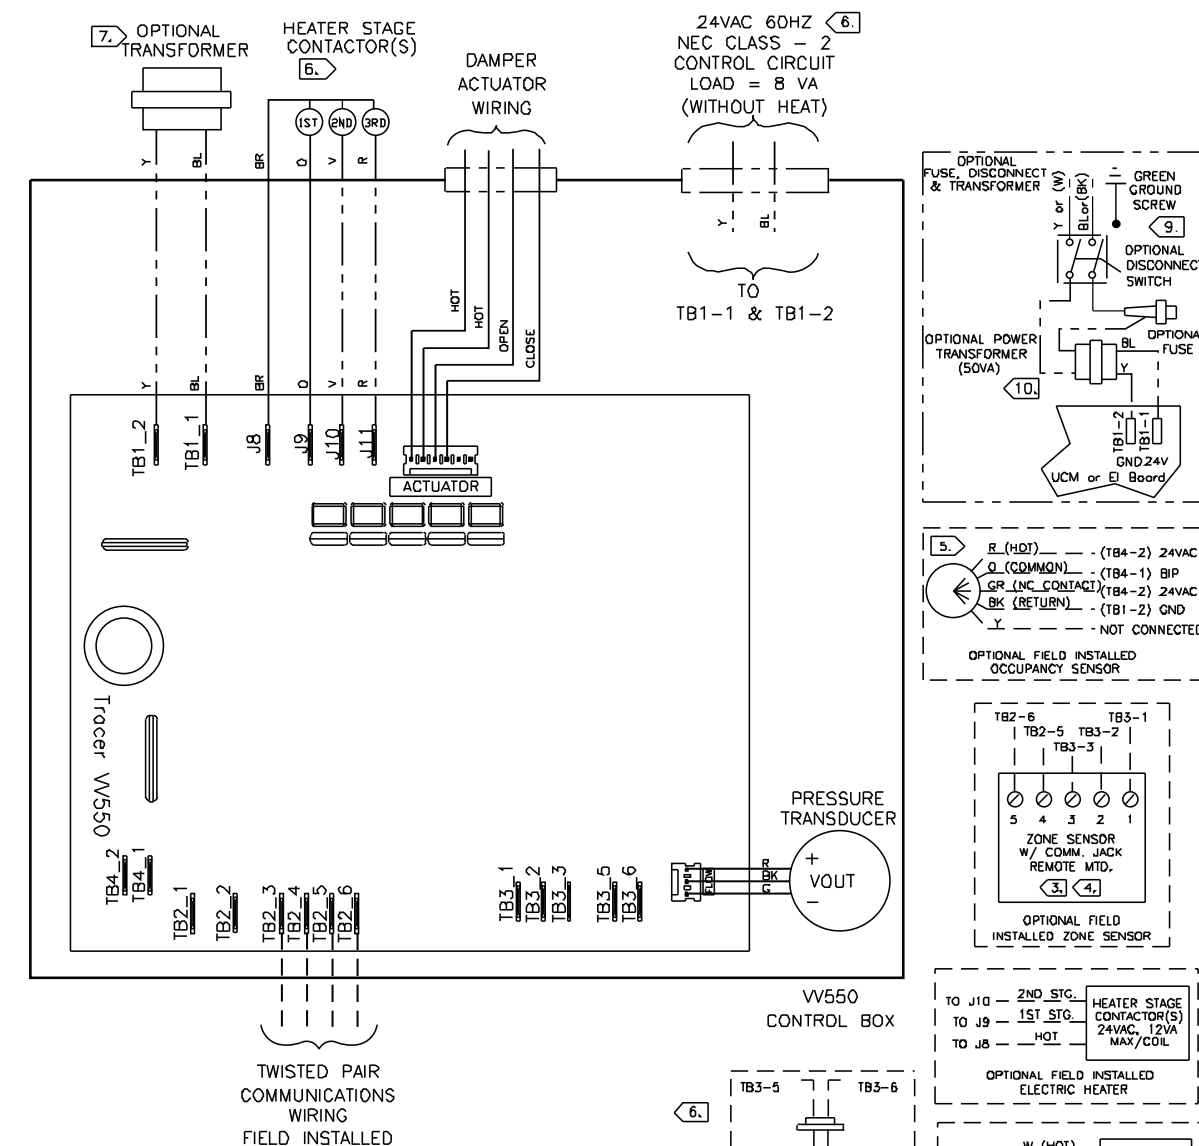 7.
OPTIONAL
TRANSFORMER
HEATER STAGE
CONTACTOR(S)
6.
DAMPER
ACTUATOR
WIRING
24VAC 60HZ
6.
NEC CLASS - 2
CONTROL CIRCUIT
LOAD = 8 VA
(WITHOUT HEAT)
1ST
2ND
3RD
Y
BL
BR
O
V
R
Y
BL
TO
TB1-1 & TB1-2
HOT
HOT
OPEN
CLOSE
Y
BL
BR
O
V
R
TB1_2
TB1_1
J8
J9
J10
J11
ACTUATOR
Tracer VV550
PRESSURE
TRANSDUCER
+
VOUT
-
R
BK
G
FLOW
TB4_2
TB4_1
TB2_1
TB2_2
TB2_3
TB2_4
TB2_5
TB2_6
TB3_1
TB3_2
TB3_3
TB3_5
TB3_6
VV550
CONTROL BOX
TWISTED PAIR
COMMUNICATIONS
WIRING
FIELD INSTALLED
OPTIONAL
FUSE, DISCONNECT
& TRANSFORMER
Y or (W)
BL or (BK)
GREEN
GROUND
SCREW
9.
OPTIONAL
DISCONNECT
SWITCH
OPTIONAL POWER
TRANSFORMER
(50VA)
10.
OPTIONA
FUSE
BL
Y
TB1-2
TB1-1
GND 24V
UCM or EI Board
5.
R (HOT) (TB4-2) 24VAC
O (COMMON) (TB4-1) BIP
GR (NC CONTACT) (TB4-2) 24VAC
BK (RETURN) (TB1-2) GND
Y NOT CONNECTED
OPTIONAL FIELD INSTALLED
OCCUPANCY SENSOR
TB2-6 TB3-1
TB2-5 TB3-2
TB3-3
5 4 3 2 1
ZONE SENSOR
W/ COMM. JACK
REMOTE MTD.
3. 4.
OPTIONAL FIELD
INSTALLED ZONE SENSOR
TO J10 2ND STG.
TO J9 1ST STG.
TO J8 HOT
HEATER STAGE
CONTACTOR(S)
24VAC, 12VA
MAX/COIL
OPTIONAL FIELD INSTALLED
ELECTRIC HEATER
6.
TB3-5 TB3-6
W (HOT)